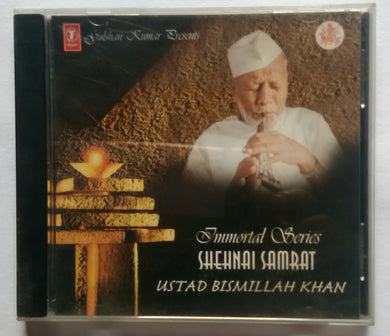 T
Gulshan Kumar Presents
Immortal Series
SHEHNAI SAMRAT
USTAD BISMILLAH KHAN